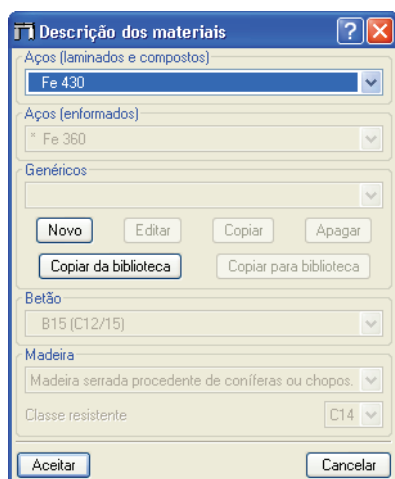 Descrição dos materiais
Aços (laminados e compostos)
Fe 430
Aços (enformados)
* Fe 360
Genéricos
Novo Editar Copiar Apagar
Copiar da biblioteca Copiar para biblioteca
Betão
B15 (C12/15)
Madeira
Madeira serrada procedente de coníferas ou chopos.
Classe resistente C14
Aceitar Cancelar